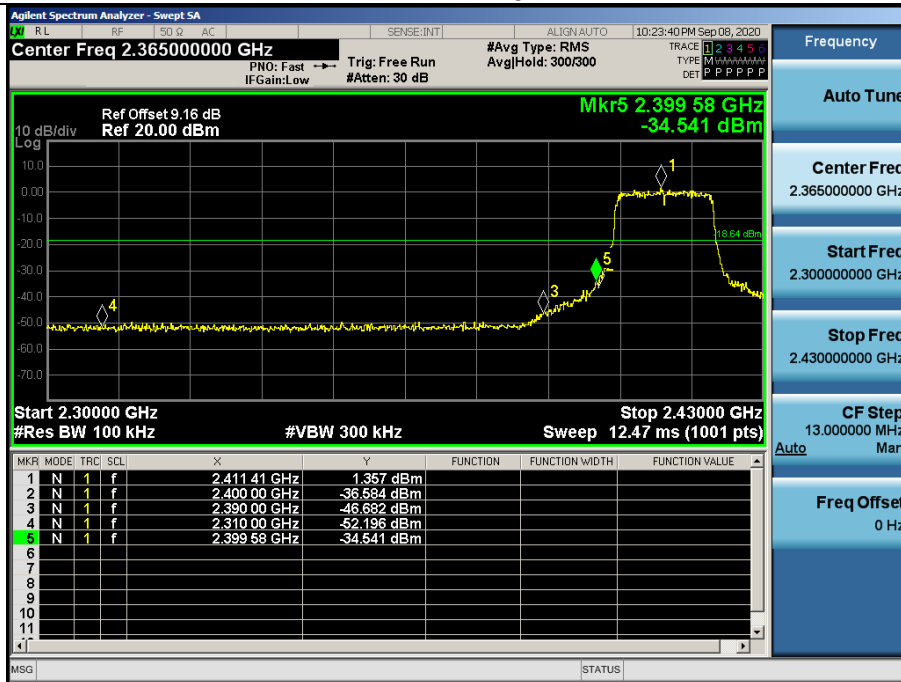 Agilent Spectrum Analyzer - Swept SA
LXI RL RF 50 Ω AC SENSE:INT ALIGN AUTO 10:23:40 PM Sep 08, 2020
Center Freq 2.365000000 GHz #Avg Type: RMS TRACE 1 2 3 4 5 6
PNO: Fast Trig: Free Run Avg|Hold: 300/300 TYPE M WWWWW
IFGain:Low #Atten: 30 dB DET P P P P P P
Mkr5 2.399 58 GHz
-34.541 dBm
Ref Offset 9.16 dB
10 dB/div Ref 20.00 dBm
Log
10.0
0.00
-10.0
-20.0
-30.0
-40.0
-50.0
-60.0
-70.0
1
-18.64 dBm
5
3
4
Start 2.30000 GHz Stop 2.43000 GHz
#Res BW 100 kHz #VBW 300 kHz Sweep 12.47 ms (1001 pts)
MKR MODE TRC SCL X Y FUNCTION FUNCTION WIDTH FUNCTION VALUE
1 N 1 f 2.411 41 GHz 1.357 dBm
2 N 1 f 2.400 00 GHz -36.584 dBm
3 N 1 f 2.390 00 GHz -46.682 dBm
4 N 1 f 2.310 00 GHz -52.196 dBm
5 N 1 f 2.399 58 GHz -34.541 dBm
6
7
8
9
10
11
MSG STATUS
Frequency
Auto Tune
Center Freq
2.365000000 GHz
Start Freq
2.300000000 GHz
Stop Freq
2.430000000 GHz
CF Step
13.000000 MHz
Auto Man
Freq Offset
0 Hz